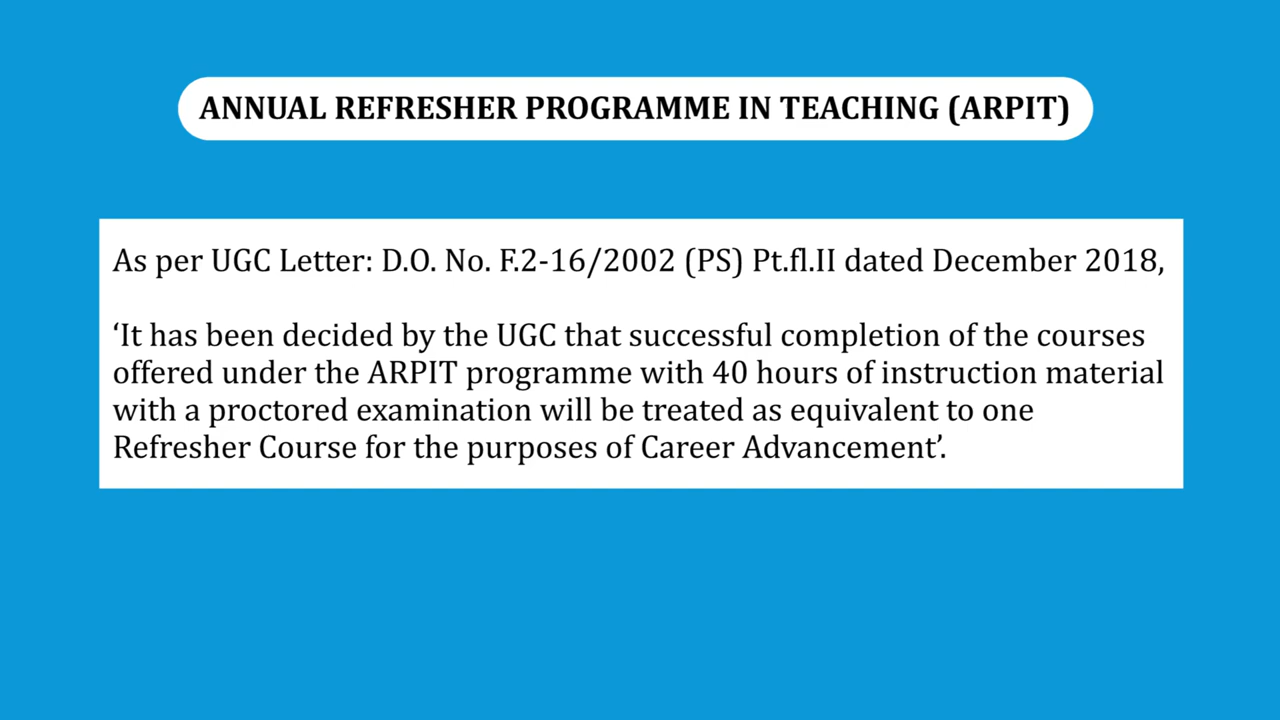 ANNUAL REFRESHER PROGRAMME IN TEACHING (ARPIT)
As per UGC Letter: D.O. No. F.2-16/2002 (PS) Pt.fl.II dated December 2018,
‘It has been decided by the UGC that successful completion of the courses
offered under the ARPIT programme with 40 hours of instruction material
with a proctored examination will be treated as equivalent to one
Refresher Course for the purposes of Career Advancement’.